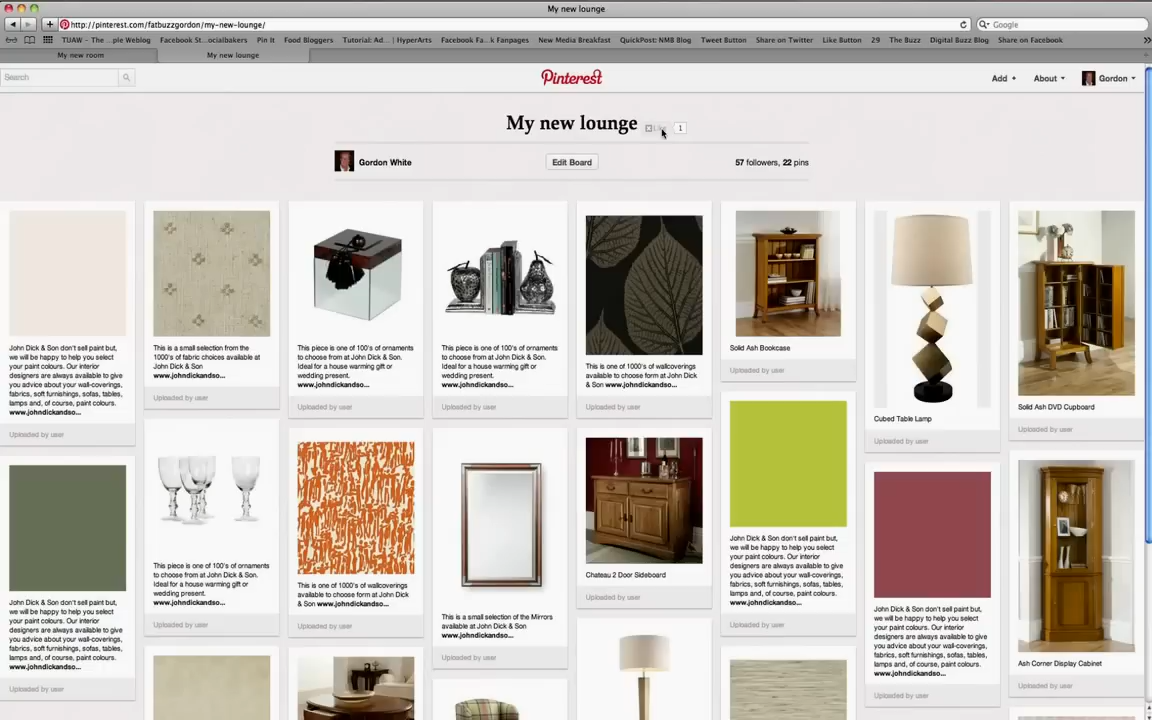 My new lounge
http://pinterest.com/fatbuzzgordon/my-new-lounge/
Google
TUAW - The ...ple Weblog
Facebook St...ocialbakers
Pin It
Food Bloggers
Tutorial: Ad... | HyperArts
Facebook Fa...k Fanpages
New Media Breakfast
QuickPost: NMB Blog
Tweet Button
Share on Twitter
Like Button
29
The Buzz
Digital Buzz Blog
Share on Facebook
My new room
My new lounge
Search
Pinterest
Add +
About
Gordon
My new lounge
1
Gordon White
Edit Board
57 followers, 22 pins
John Dick & Son don't sell paint but,
we will be happy to help you select
your paint colours. Our interior
designers are always available to give
you advice about your wall-coverings,
fabrics, soft furnishings, sofas, tables,
lamps and, of course, paint colours.
www.johndickandso...
Uploaded by user
John Dick & Son don't sell paint but,
we will be happy to help you select
your paint colours. Our interior
designers are always available to give
you advice about your wall-coverings,
fabrics, soft furnishings, sofas, tables,
lamps and, of course, paint colours.
www.johndickandso...
Uploaded by user
This is a small selection from the
1000's of fabric choices available at
John Dick & Son
www.johndickandso...
Uploaded by user
This piece is one of 100's of ornaments
to choose from at John Dick & Son.
Ideal for a house warming gift or
wedding present.
www.johndickandso...
Uploaded by user
This piece is one of 100's of ornaments
to choose from at John Dick & Son.
Ideal for a house warming gift or
wedding present.
www.johndickandso...
Uploaded by user
This is one of 1000's of wallcoverings
available to choose from at John Dick
& Son www.johndickandso...
Uploaded by user
This piece is one of 100's of ornaments
to choose from at John Dick & Son.
Ideal for a house warming gift or
wedding present.
www.johndickandso...
Uploaded by user
This is a small selection of the Mirrors
available at John Dick & Son
www.johndickandso...
Uploaded by user
This is one of 1000's of wallcoverings
available to choose from at John Dick
& Son www.johndickandso...
Uploaded by user
Chateau 2 Door Sideboard
Uploaded by user
Solid Ash Bookcase
Uploaded by user
John Dick & Son don't sell paint but,
we will be happy to help you select
your paint colours. Our interior
designers are always available to give
you advice about your wall-coverings,
fabrics, soft furnishings, sofas, tables,
lamps and, of course, paint colours.
www.johndickandso...
Uploaded by user
Cubed Table Lamp
Uploaded by user
John Dick & Son don't sell paint but,
we will be happy to help you select
your paint colours. Our interior
designers are always available to give
you advice about your wall-coverings,
fabrics, soft furnishings, sofas, tables,
lamps and, of course, paint colours.
www.johndickandso...
Uploaded by user
Solid Ash DVD Cupboard
Uploaded by user
Ash Corner Display Cabinet
Uploaded by user